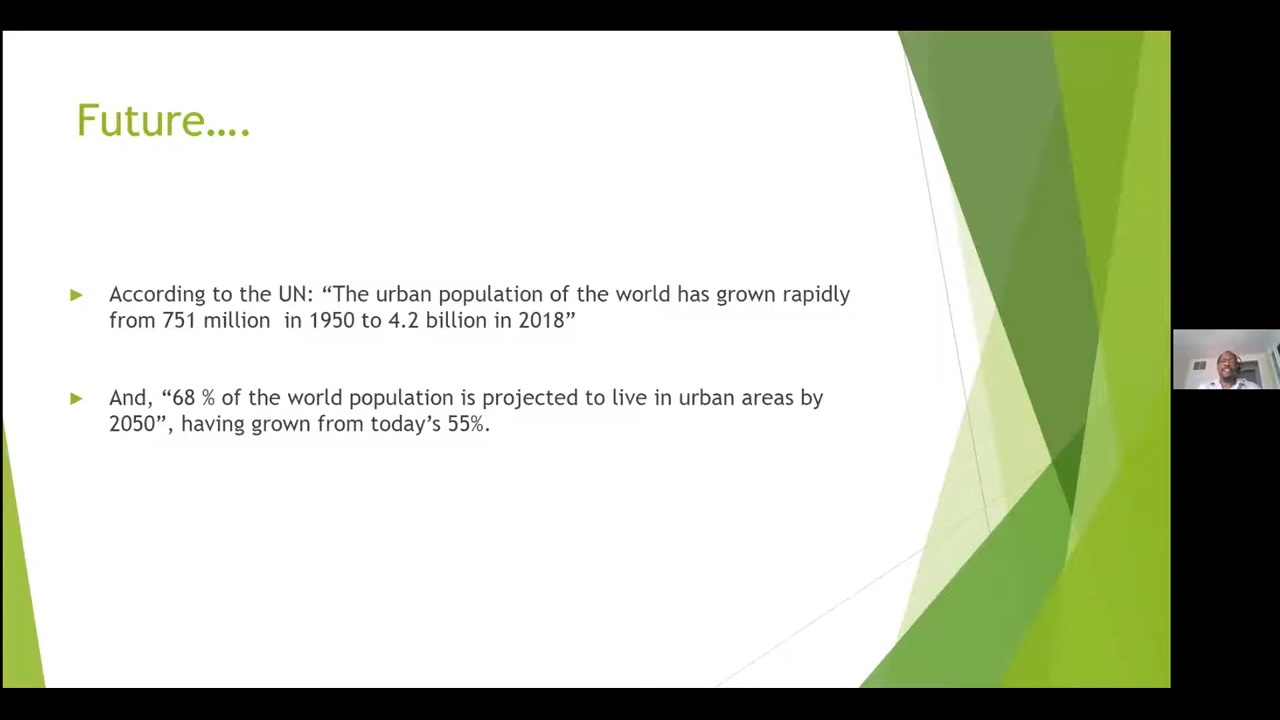 Future….
According to the UN: “The urban population of the world has grown rapidly
from 751 million  in 1950 to 4.2 billion in 2018”
And, “68 % of the world population is projected to live in urban areas by
2050”, having grown from today’s 55%.